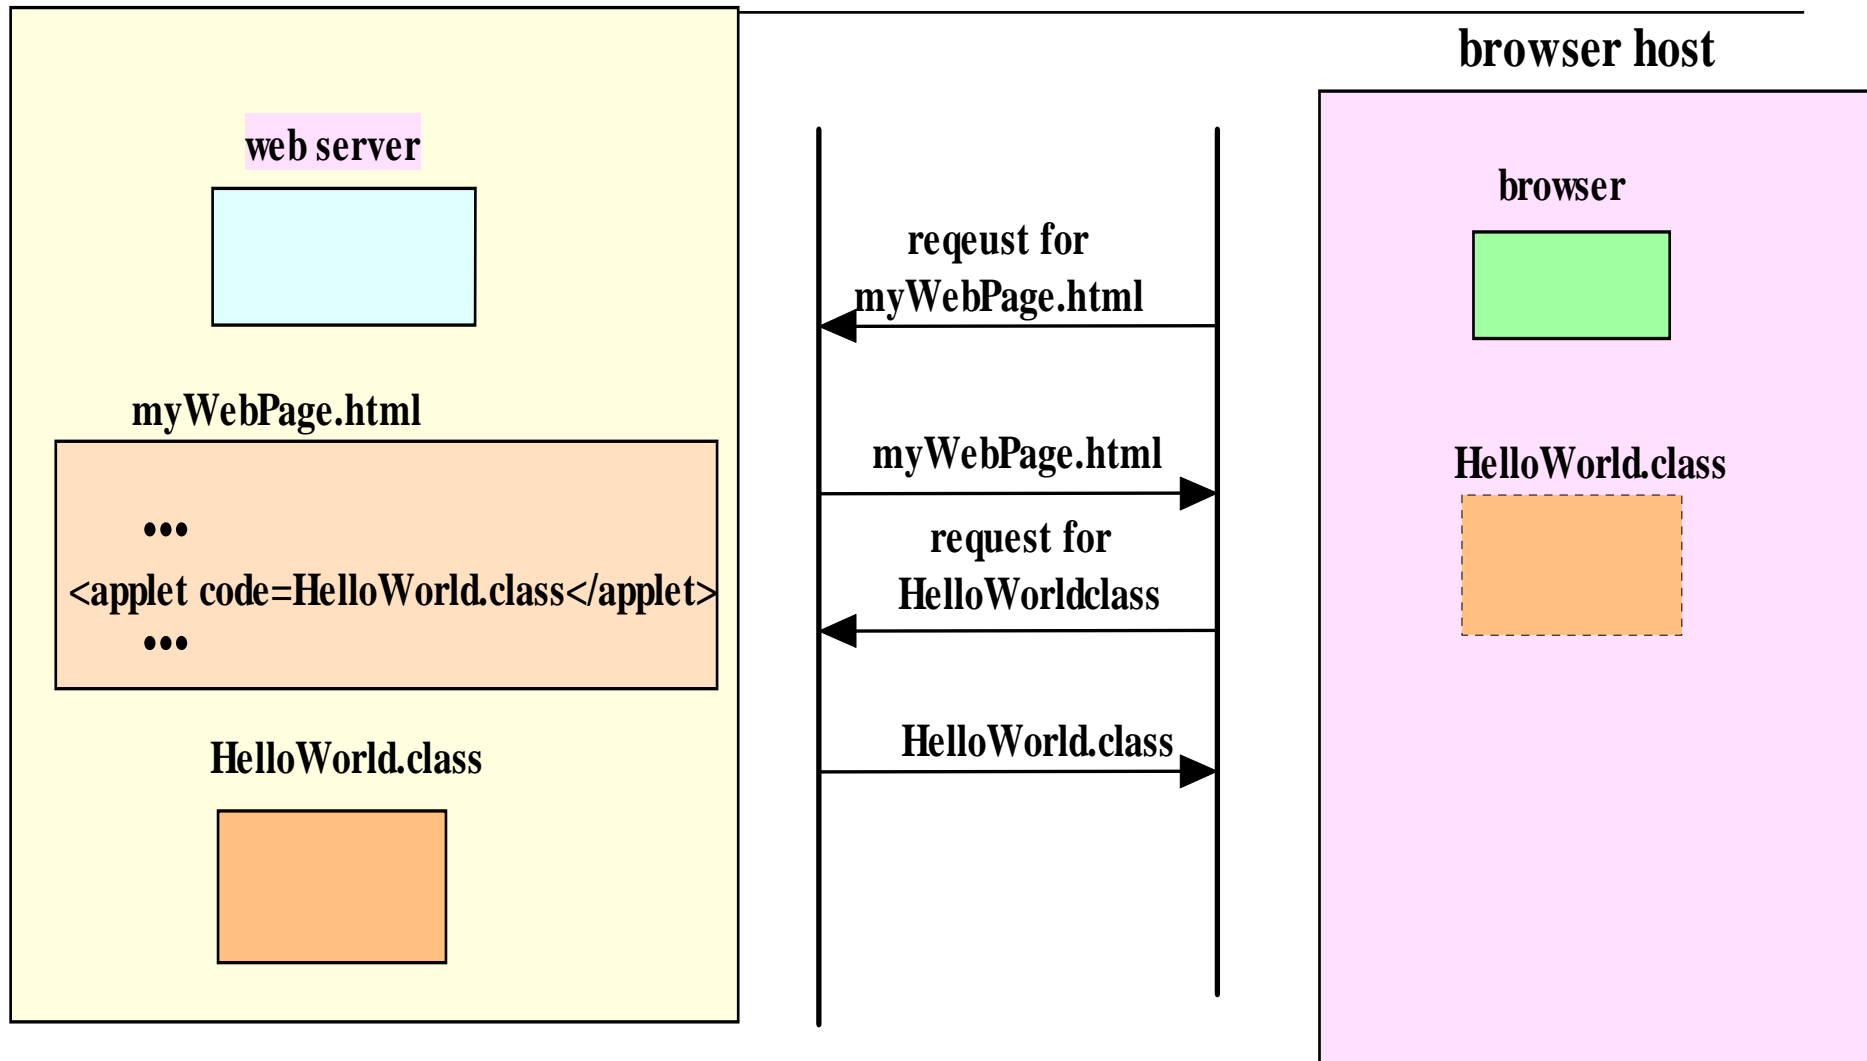 browser host
web server
browser
reqeust for
myWebPage.html
myWebPage.html
•••
<applet code=HelloWorld.class</applet>
•••
myWebPage.html
HelloWorld.class
request for
HelloWorldclass
HelloWorld.class
HelloWorld.class